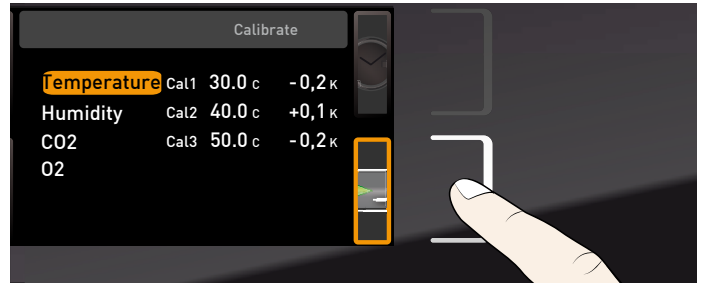 Calibrate
Temperature Cal1 30.0 c -0,2 K
Humidity Cal2 40.0 c +0,1 K
CO2 Cal3 50.0 c -0,2 K
O2